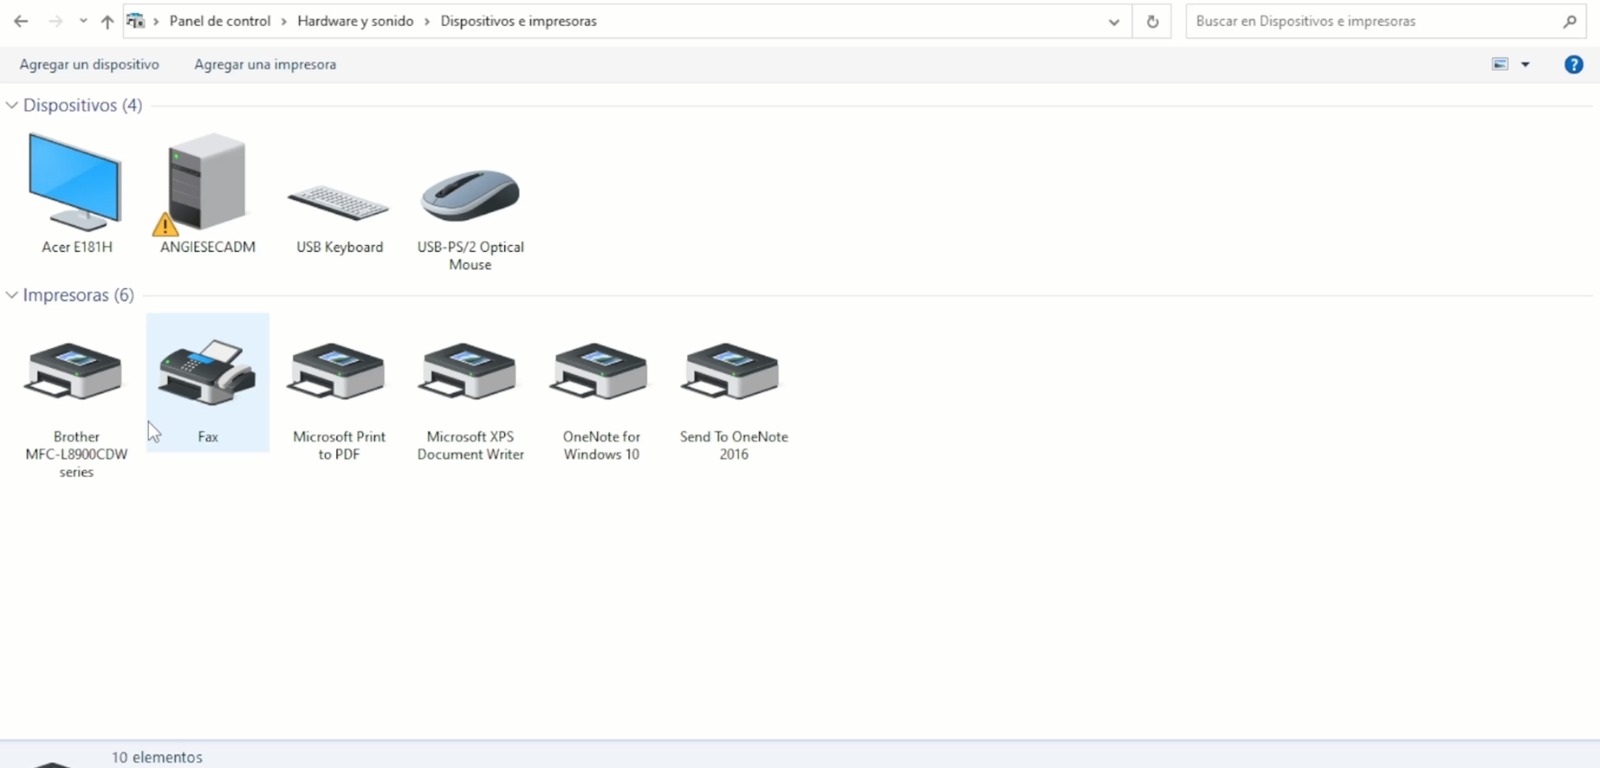 Panel de control > Hardware y sonido > Dispositivos e impresoras
Buscar en Dispositivos e impresoras
Agregar un dispositivo
Agregar una impresora
Dispositivos (4)
Acer E181H
ANGIESECADM
USB Keyboard
USB-PS/2 Optical
Mouse
Impresoras (6)
Brother
MFC-L8900CDW
series
Fax
Microsoft Print
to PDF
Microsoft XPS
Document Writer
OneNote for
Windows 10
Send To OneNote
2016
10 elementos